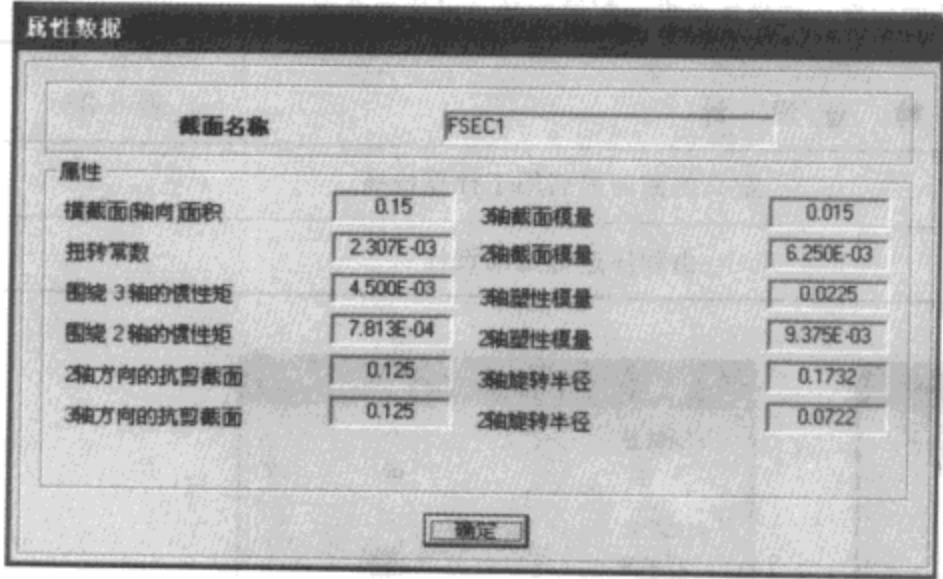 属性数据
截面名称 FSEC1
属性
横截面(轴向)面积 0.15 3轴截面模量 0.015
扭转常数 2.307E-03 2轴截面模量 6.250E-03
围绕 3 轴的惯性矩 4.500E-03 3轴塑性模量 0.0225
围绕 2 轴的惯性矩 7.813E-04 2轴塑性模量 9.375E-03
2轴方向的抗剪截面 0.125 3轴旋转半径 0.1732
3轴方向的抗剪截面 0.125 2轴旋转半径 0.0722
确定